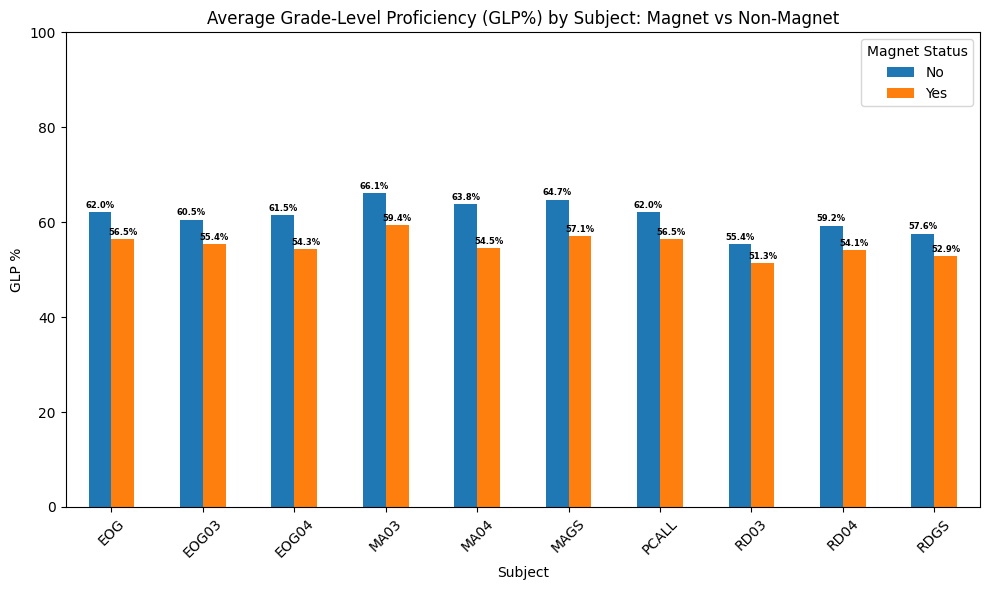 Average Grade-Level Proficiency (GLP%) by Subject: Magnet vs Non-Magnet
Magnet Status
No
Yes
GLP %
100
80
60
40
20
0
62.0%
56.5%
60.5%
55.4%
61.5%
54.3%
66.1%
59.4%
63.8%
54.5%
64.7%
57.1%
62.0%
56.5%
55.4%
51.3%
59.2%
54.1%
57.6%
52.9%
EOG
EOG03
EOG04
MA03
MA04
MAGS
PCALL
RD03
RD04
RDGS
Subject